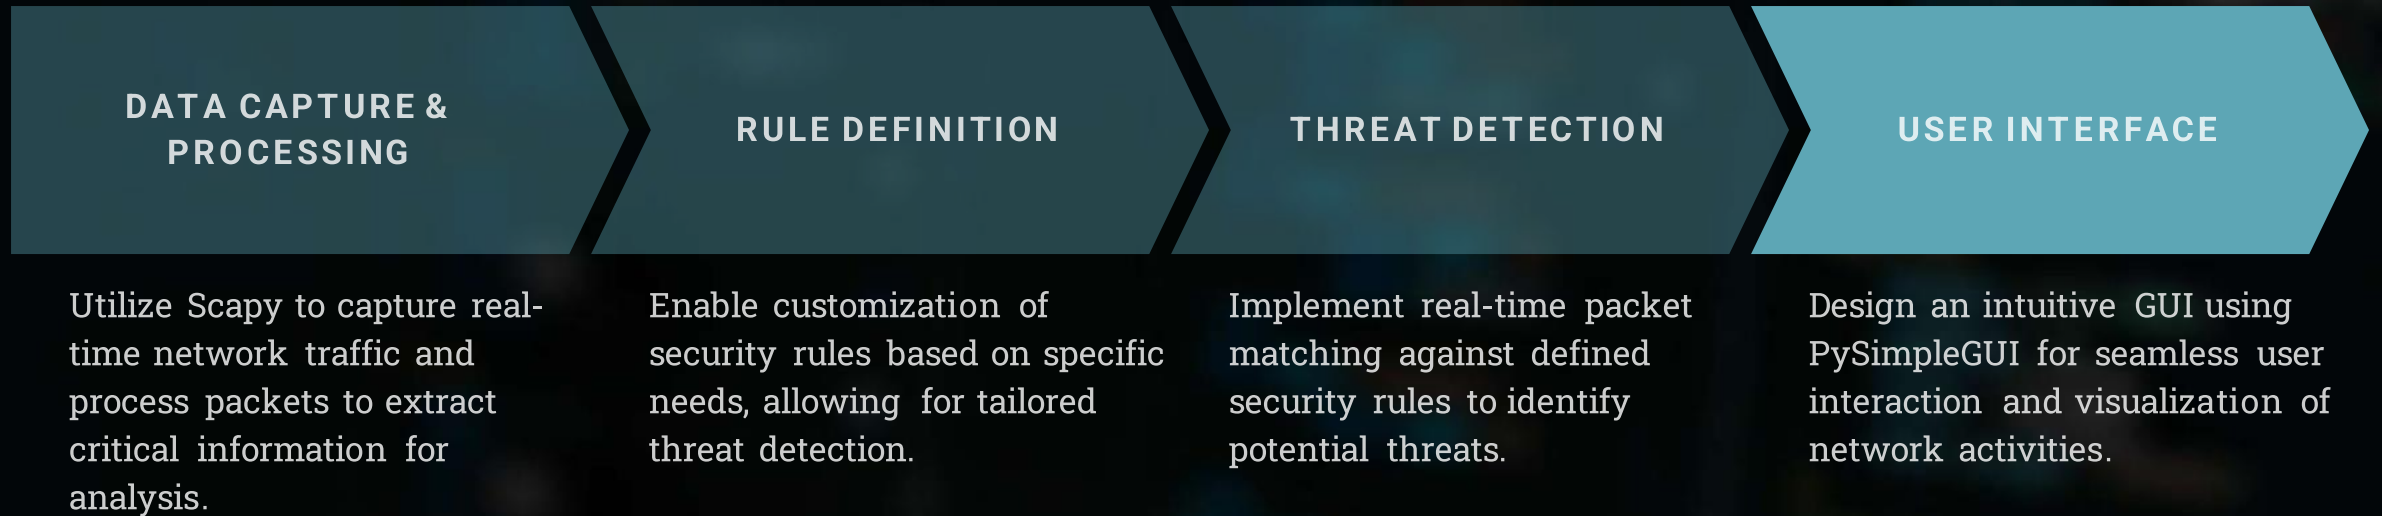 DATA CAPTURE &
PROCESSING
Utilize Scapy to capture real-
time network traffic and
process packets to extract
critical information for
analysis.
RULE DEFINITION
Enable customization of
security rules based on specific
needs, allowing for tailored
threat detection.
THREAT DETECTION
Implement real-time packet
matching against defined
security rules to identify
potential threats.
USER INTERFACE
Design an intuitive GUI using
PySimpleGUI for seamless user
interaction and visualization of
network activities.